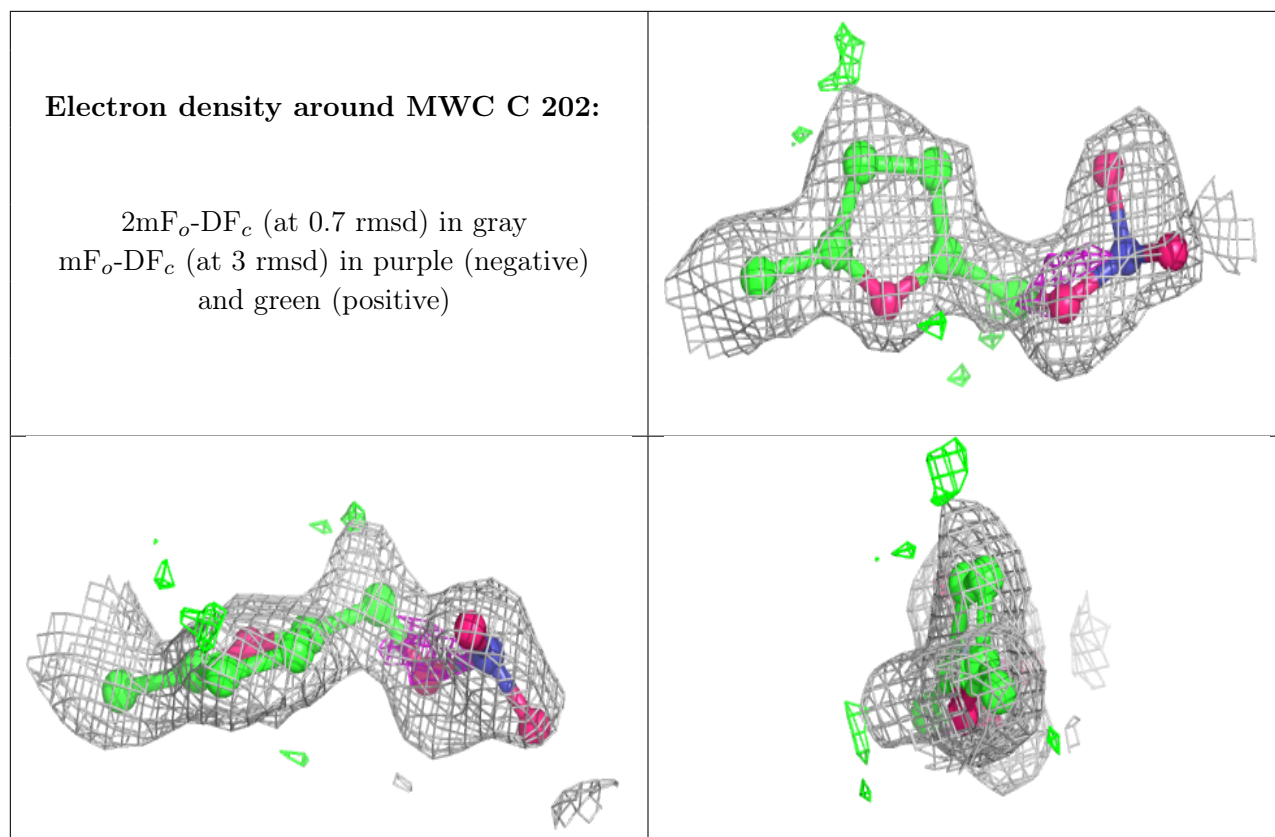 Electron density around MWC C 202:
2mFo-DFc (at 0.7 rmsd) in gray
mFo-DFc (at 3 rmsd) in purple (negative)
and green (positive)